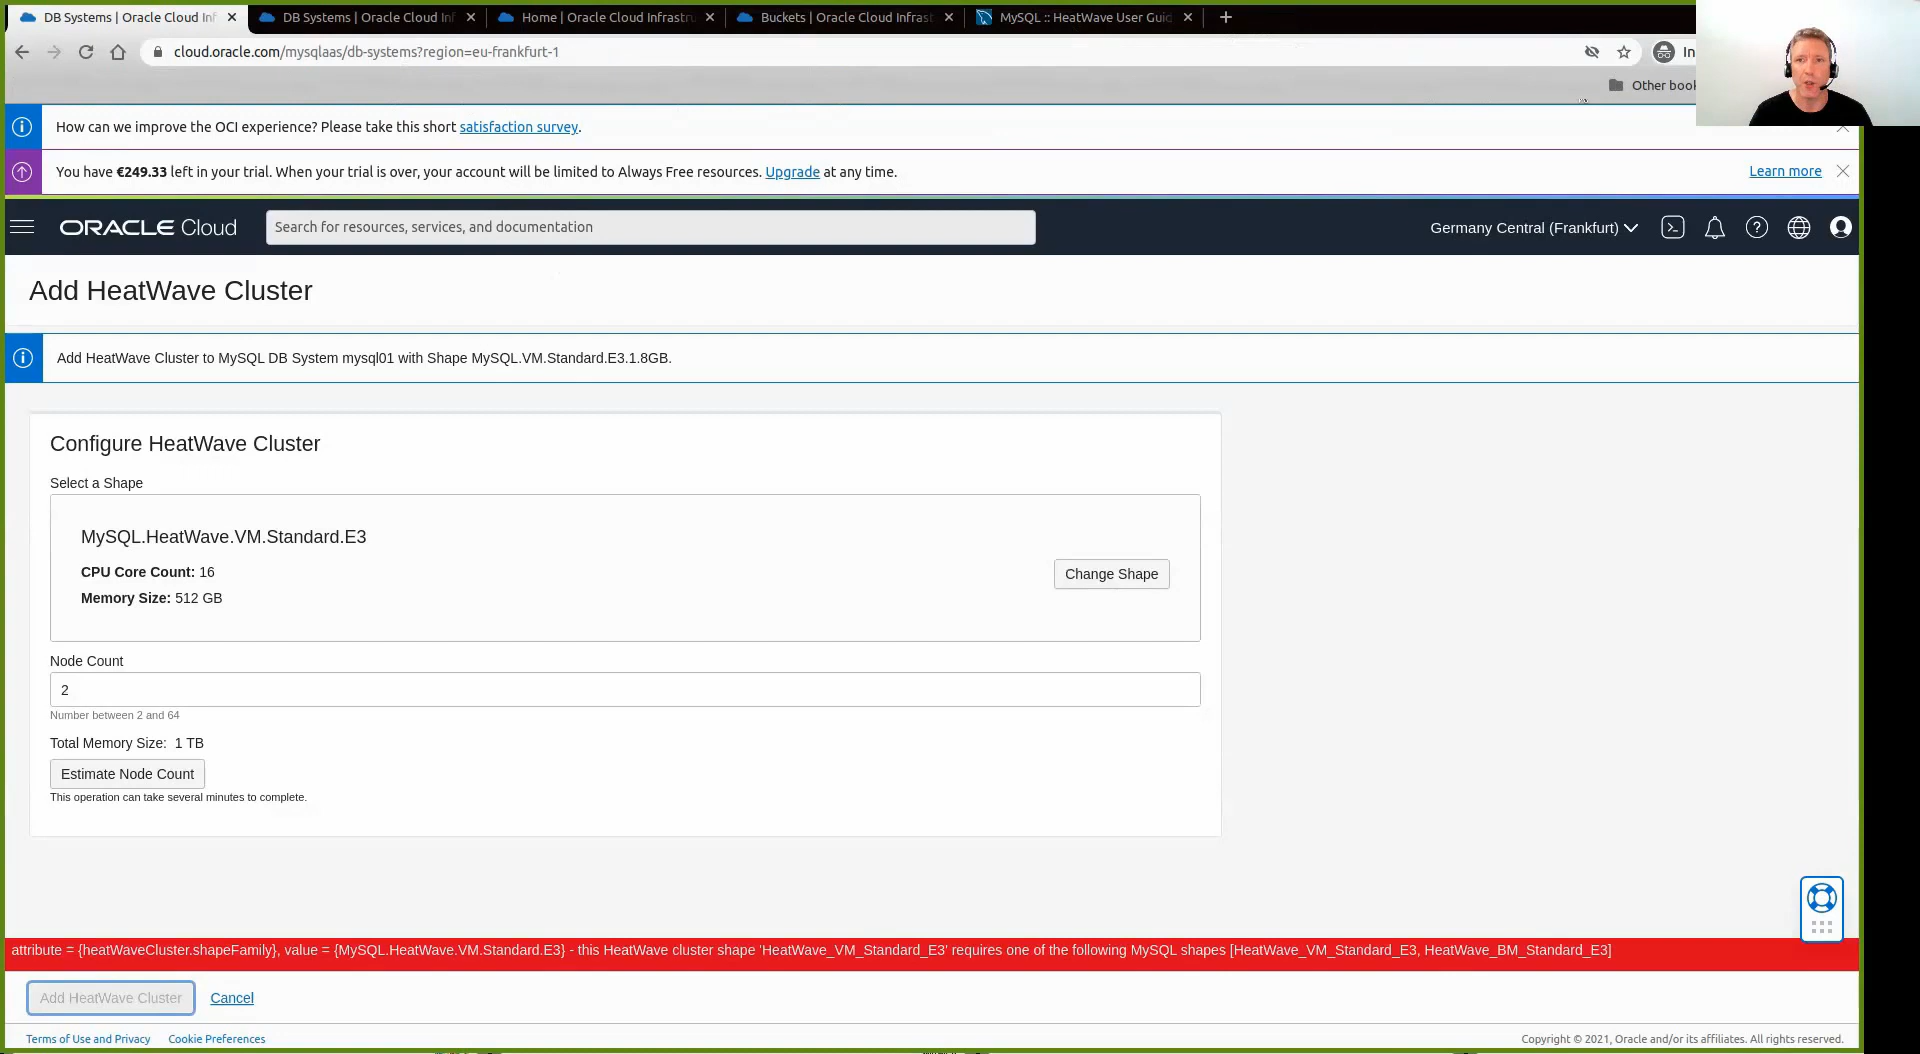 DB Systems | Oracle Cloud Inf
DB Systems | Oracle Cloud Inf
Home | Oracle Cloud Infrastru
Buckets | Oracle Cloud Infrast
MySQL :: HeatWave User Guid
cloud.oracle.com/mysqlaas/db-systems?region=eu-frankfurt-1
In
Other book
How can we improve the OCI experience? Please take this short satisfaction survey.
You have €249.33 left in your trial. When your trial is over, your account will be limited to Always Free resources. Upgrade at any time.
Learn more
ORACLE Cloud
Search for resources, services, and documentation
Germany Central (Frankfurt)
Add HeatWave Cluster
Add HeatWave Cluster to MySQL DB System mysql01 with Shape MySQL.VM.Standard.E3.1.8GB.
Configure HeatWave Cluster
Select a Shape
MySQL.HeatWave.VM.Standard.E3
CPU Core Count: 16
Memory Size: 512 GB
Change Shape
Node Count
2
Number between 2 and 64
Total Memory Size: 1 TB
Estimate Node Count
This operation can take several minutes to complete.
attribute = {heatWaveCluster.shapeFamily}, value = {MySQL.HeatWave.VM.Standard.E3} - this HeatWave cluster shape 'HeatWave_VM_Standard_E3' requires one of the following MySQL shapes [HeatWave_VM_Standard_E3, HeatWave_BM_Standard_E3]
Add HeatWave Cluster
Cancel
Terms of Use and Privacy
Cookie Preferences
Copyright © 2021, Oracle and/or its affiliates. All rights reserved.